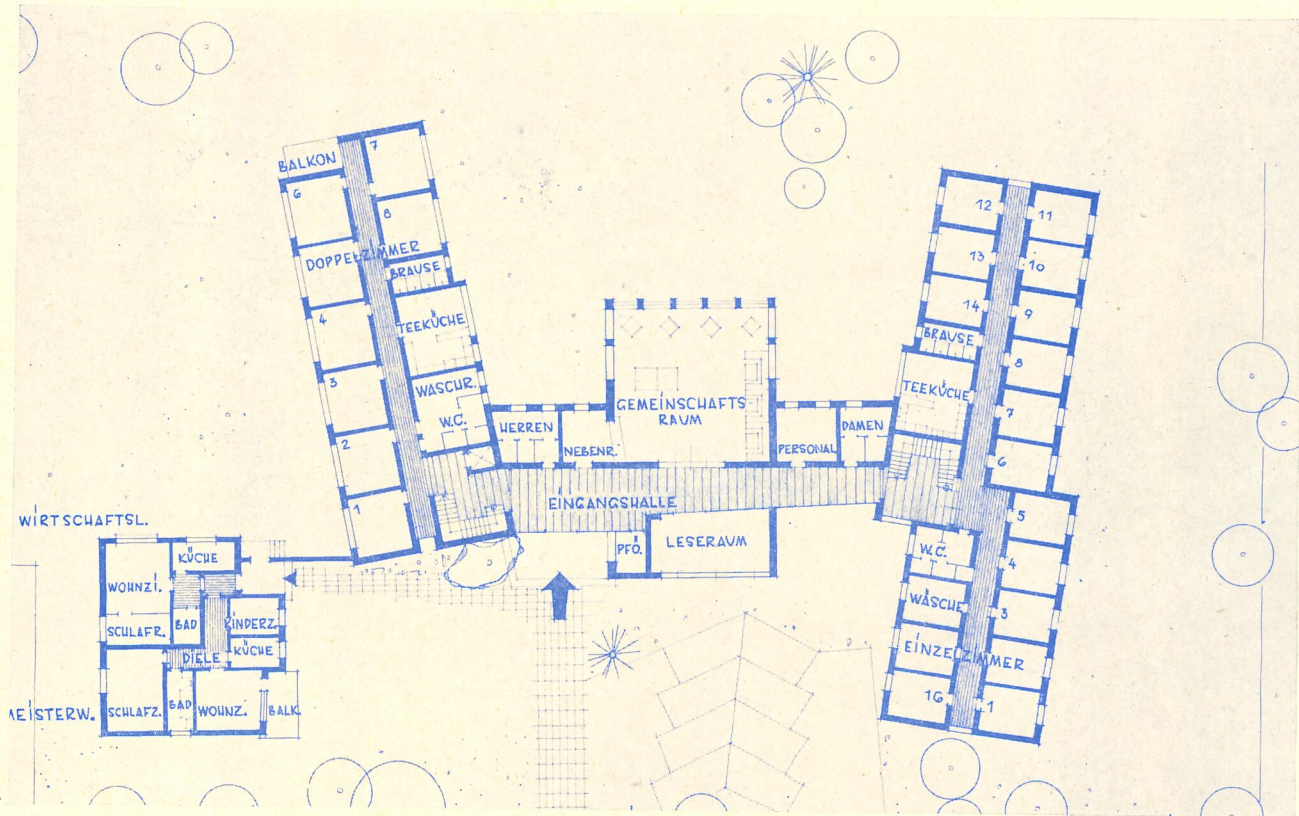 BALKON
7
6
8
DOPPELZIMMER
BRAUSE
4
TEEKÜCHE
3
WASCHR.
W.C.
2
1
HERREN
NEBENR.
GEMEINSCHAFTS
RAUM
PERSONAL
DAMEN
EINGANGSHALLE
PFÖ.
LESERAUM
12
11
13
10
14
9
BRAUSE
8
TEEKÜCHE
7
6
5
W.C.
4
WÄSCHE
3
EINZELZIMMER
16
1
WIRTSCHAFTSL.
KÜCHE
WOHNZI.
BAD
KINDERZ.
SCHLAFR.
KÜCHE
DIELE
MEISTERW.
SCHLAFZ.
BAD
WOHNZ.
BALK.